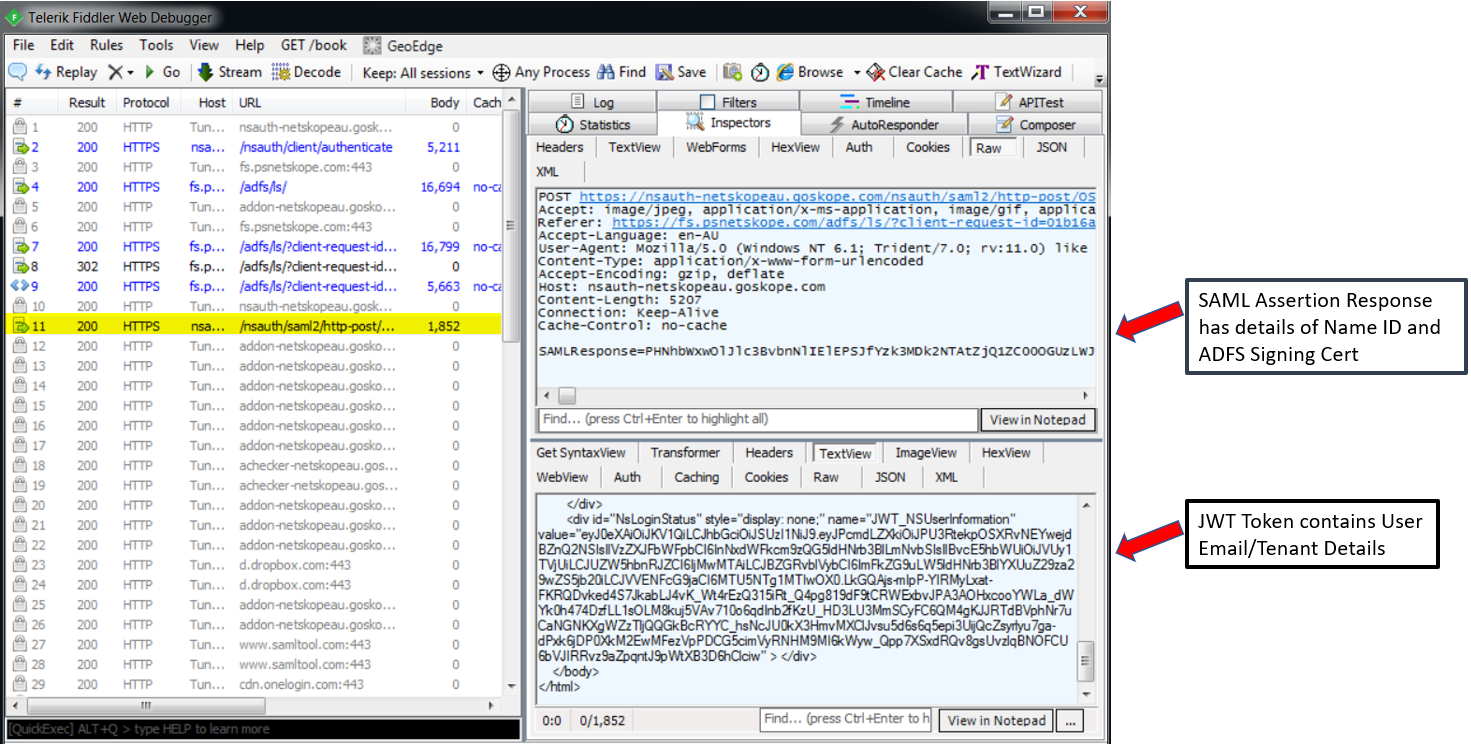 Telerik Fiddler Web Debugger
File Edit Rules Tools View Help GET /book GeoEdge
Replay Go Stream Decode Keep: All sessions Any Process Find Save Browse Clear Cache TextWizard
# Result Protocol Host URL Body Cach
1 200 HTTP Tun... nsauth-netskopeau.gosk... 0
2 200 HTTPS nsa... /nsauth/client/authenticate 5,211
3 200 HTTP Tun... fs.psnetskope.com:443 0
4 200 HTTPS fs.p... /adfs/ls/ 16,694 no-ca
5 200 HTTP Tun... addon-netskopeau.gosko... 0
6 200 HTTP Tun... fs.psnetskope.com:443 0
7 200 HTTPS fs.p... /adfs/ls/?client-request-id... 16,799 no-ca
8 302 HTTPS fs.p... /adfs/ls/?client-request-id... 0
9 200 HTTPS fs.p... /adfs/ls/?client-request-id... 5,663 no-ca
10 200 HTTP Tun... nsauth-netskopeau.gosk... 0
11 200 HTTPS nsa... /nsauth/saml2/http-post/... 1,852
12 200 HTTP Tun... addon-netskopeau.gosko... 0
13 200 HTTP Tun... addon-netskopeau.gosko... 0
14 200 HTTP Tun... addon-netskopeau.gosko... 0
15 200 HTTP Tun... addon-netskopeau.gosko... 0
16 200 HTTP Tun... addon-netskopeau.gosko... 0
17 200 HTTP Tun... addon-netskopeau.gosko... 0
18 200 HTTP Tun... achecker-netskopeau.gos... 0
19 200 HTTP Tun... achecker-netskopeau.gos... 0
20 200 HTTP Tun... addon-netskopeau.gosko... 0
21 200 HTTP Tun... addon-netskopeau.gosko... 0
22 200 HTTP Tun... addon-netskopeau.gosko... 0
23 200 HTTP Tun... d.dropbox.com:443 0
24 200 HTTP Tun... d.dropbox.com:443 0
25 200 HTTP Tun... addon-netskopeau.gosko... 0
26 200 HTTP Tun... addon-netskopeau.gosko... 0
27 200 HTTP Tun... www.samltool.com:443 0
28 200 HTTP Tun... www.samltool.com:443 0
29 200 HTTP Tun... cdn.onelogin.com:443 0
[QuickExec] ALT+Q > type HELP to learn more
Log Filters Timeline APITest
Statistics Inspectors AutoResponder Composer
Headers TextView WebForms HexView Auth Cookies Raw JSON
XML
POST https://nsauth-netskopeau.goskope.com/nsauth/saml2/http-post/OS
Accept: image/jpeg, application/x-ms-application, image/gif, applica
Referer: https://fs.psnetskope.com/adfs/ls/?client-request-id=01b16a
Accept-Language: en-AU
User-Agent: Mozilla/5.0 (Windows NT 6.1; Trident/7.0; rv:11.0) like
Content-Type: application/x-www-form-urlencoded
Accept-Encoding: gzip, deflate
Host: nsauth-netskopeau.goskope.com
Content-Length: 5207
Connection: Keep-Alive
Cache-Control: no-cache
Find... (press Ctrl+Enter to highlight all) View in Notepad
Get SyntaxView Transformer Headers TextView ImageView HexView
WebView Auth Caching Cookies Raw JSON XML
</div>
<div id="NsLoginStatus" style="display: none;" name="JWT_NSUserInformation"
</body>
</html>
0:0 0/1,852 Find... (press Ctrl+Enter to h View in Notepad ...
SAML Assertion Response
has details of Name ID and
ADFS Signing Cert
JWT Token contains User
Email/Tenant Details